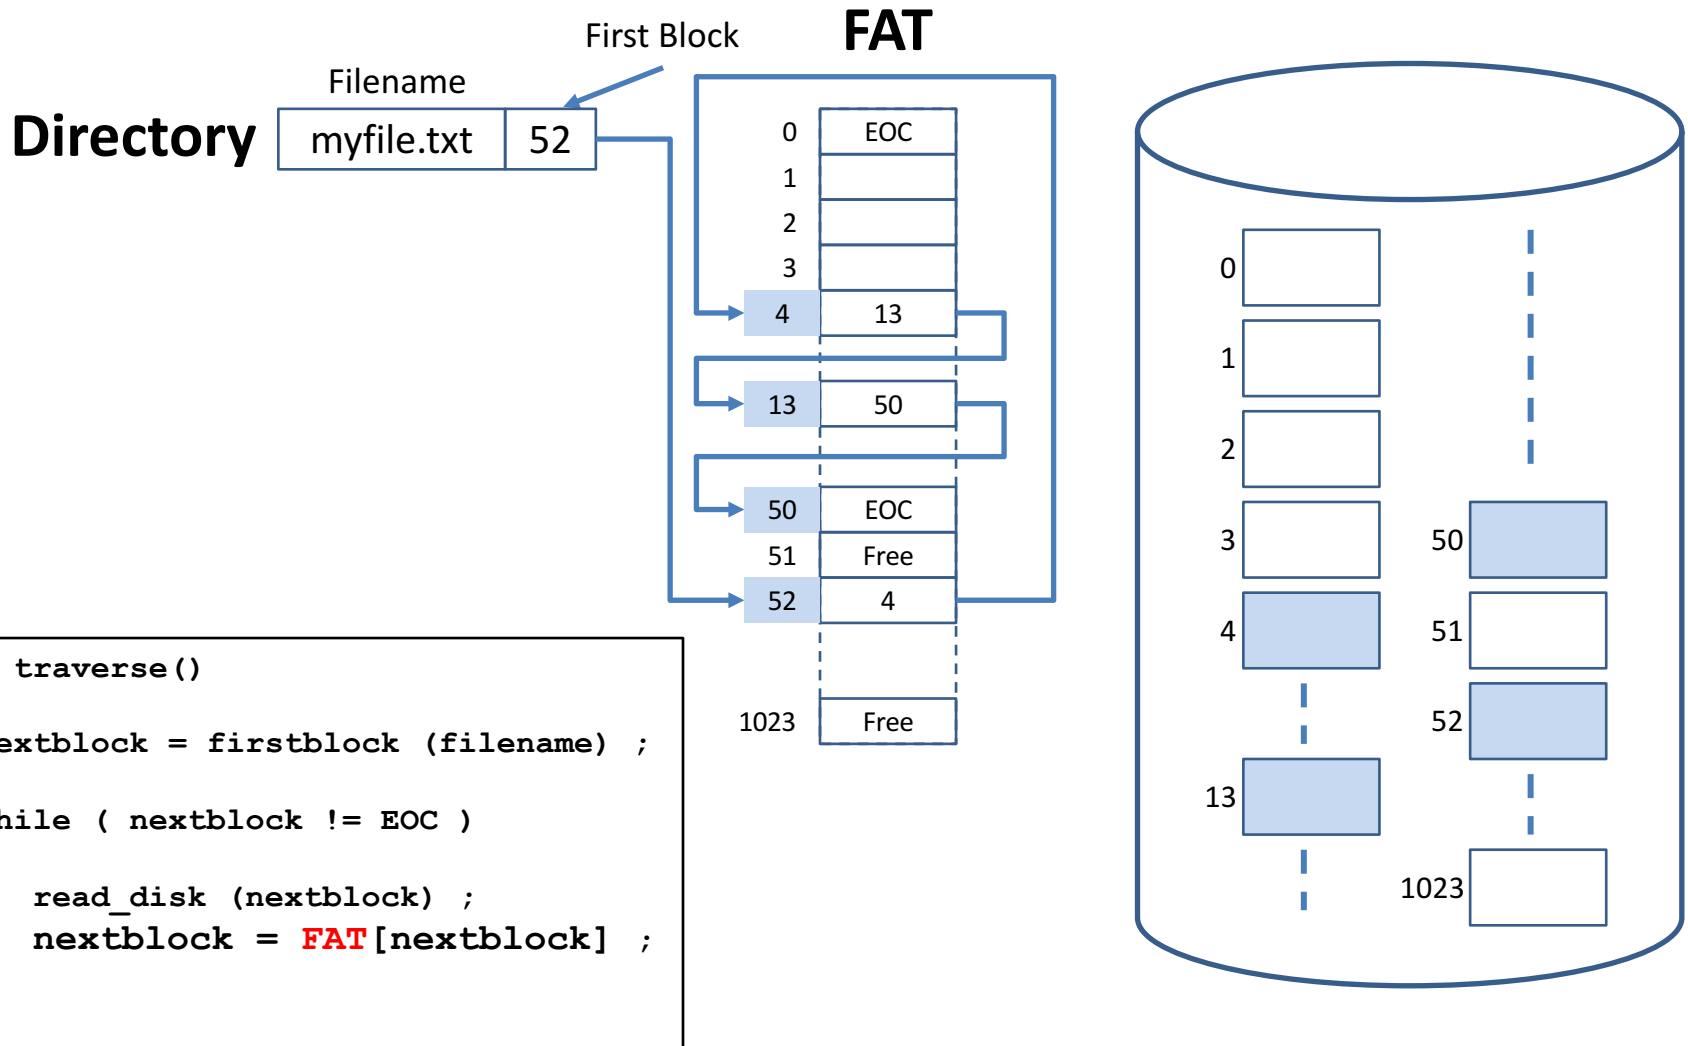 First Block
FAT
Filename
Directory
myfile.txt 52
0 EOC
1
2
3
4 13
13 50
50 EOC
51 Free
52 4
1023 Free
traverse()
extblock = firstblock (filename) ;
hile ( nextblock != EOC )
read_disk (nextblock) ;
nextblock = FAT[nextblock] ;
0
1
2
3
4
13
50
51
52
1023